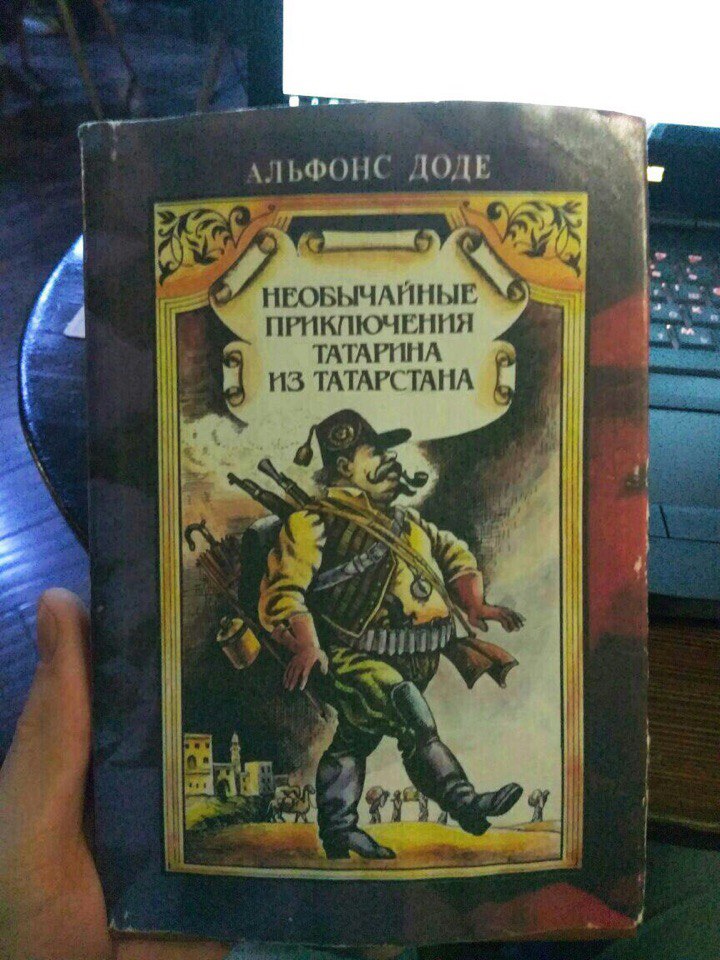 АЛЬФОНС ДОДЕ
НЕОБЫЧАЙНЫЕ
ПРИКЛЮЧЕНИЯ
ТАТАРИНА
ИЗ ТАТАРСТАНА